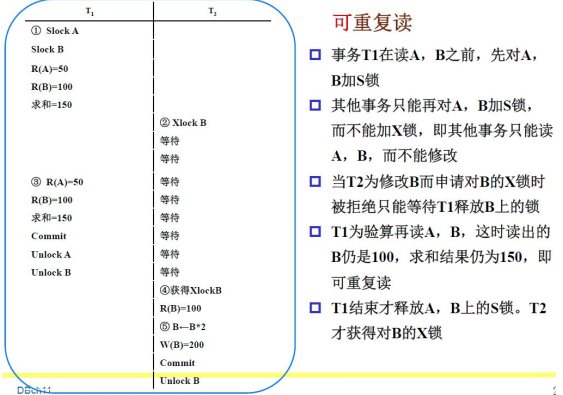 T₁ T₂
① Slock A
Slock B
R(A)=50
R(B)=100
求和=150
② Xlock B
等待
等待
③ R(A)=50 等待
R(B)=100 等待
求和=150 等待
Commit 等待
Unlock A 等待
Unlock B 等待
④获得XlockB
R(B)=100
⑤ B←B*2
W(B)=200
Commit
Unlock B
可重复读
事务T1在读A，B之前，先对A，
B加S锁
其他事务只能再对A，B加S锁，
而不能加X锁，即其他事务只能读
A，B，而不能修改
当T2为修改B而申请对B的X锁时
被拒绝只能等待T1释放B上的锁
T1为验算再读A，B，这时读出的
B仍是100，求和结果仍为150，即
可重复读
T1结束才释放A，B上的S锁。T2
才获得对B的X锁
DBch11